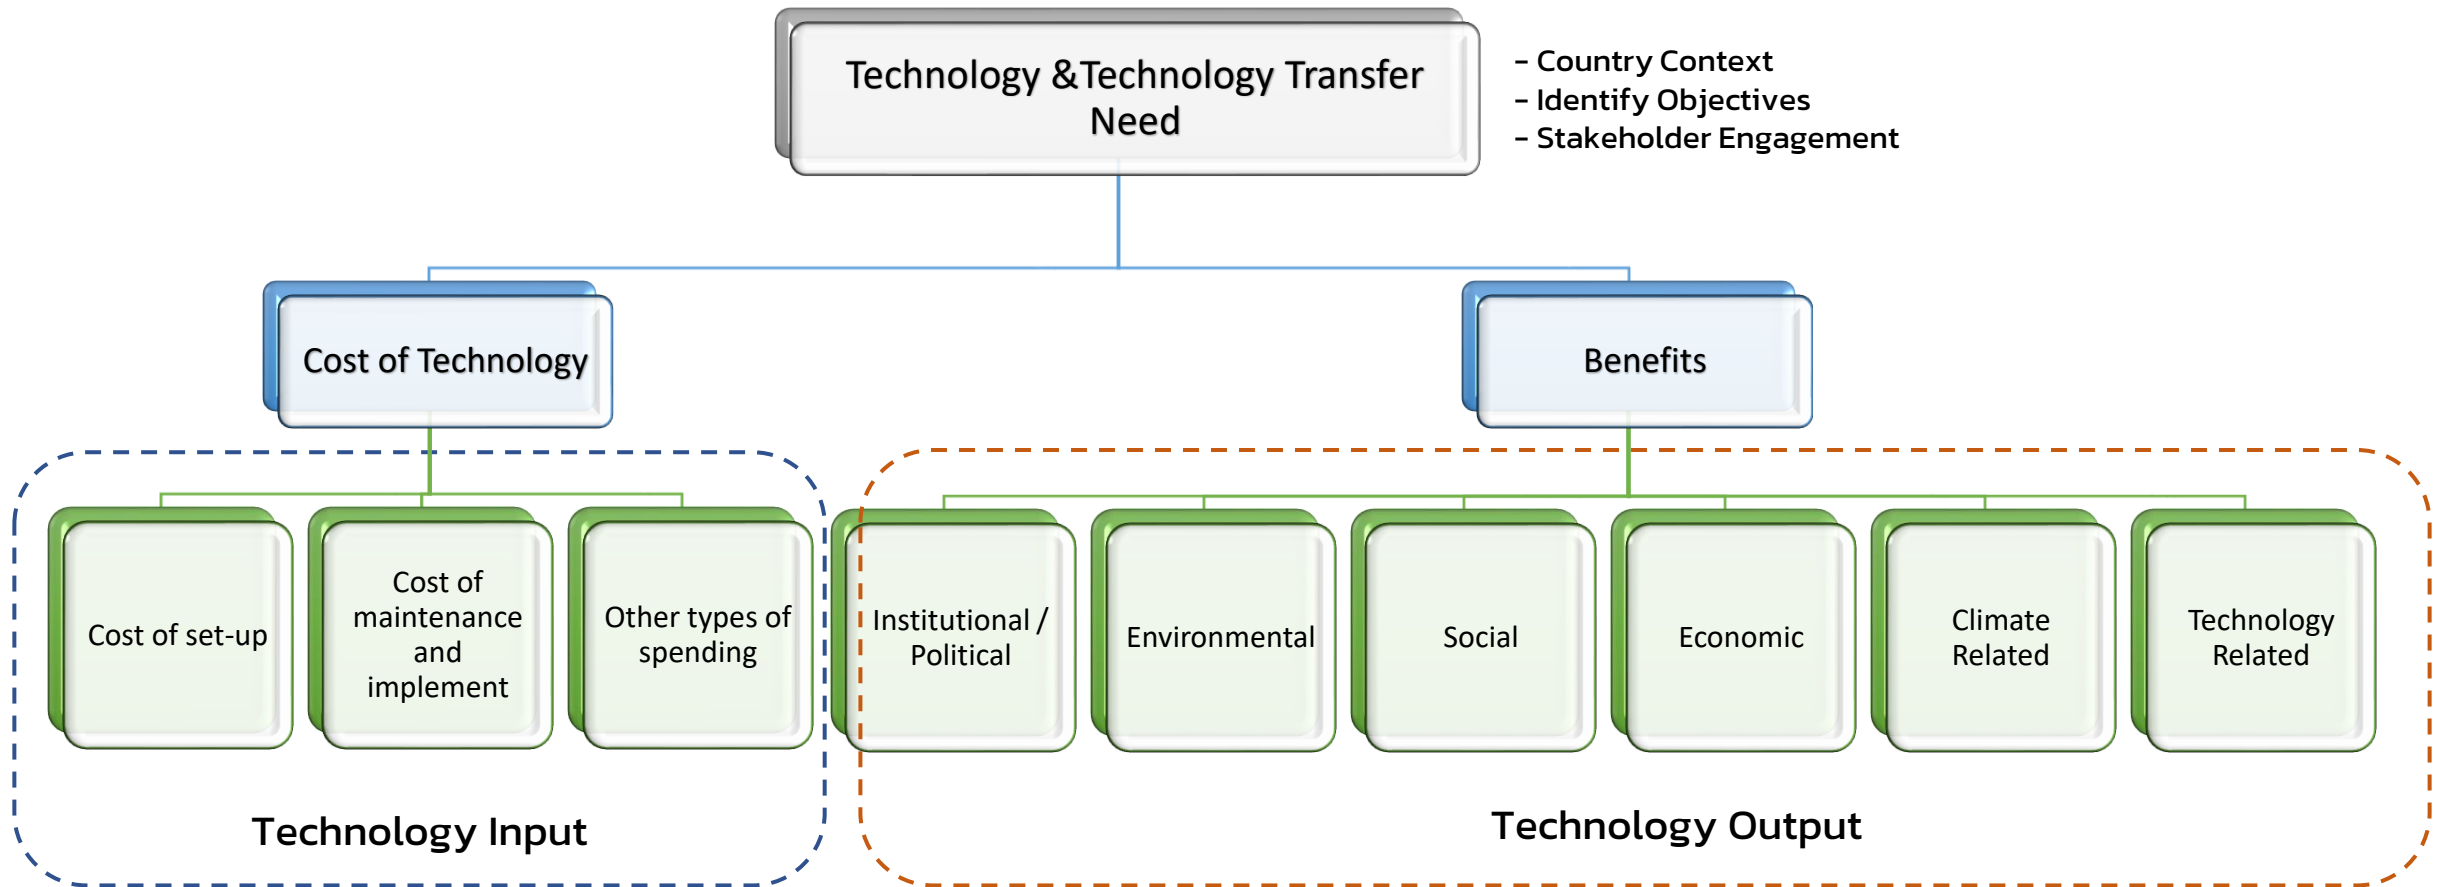 Technology &Technology Transfer
Need
- Country Context
- Identify Objectives
- Stakeholder Engagement
Cost of Technology
Benefits
Cost of set-up
Cost of
maintenance
and
implement
Other types of
spending
Institutional /
Political
Environmental
Social
Economic
Climate
Related
Technology
Related
Technology Input
Technology Output